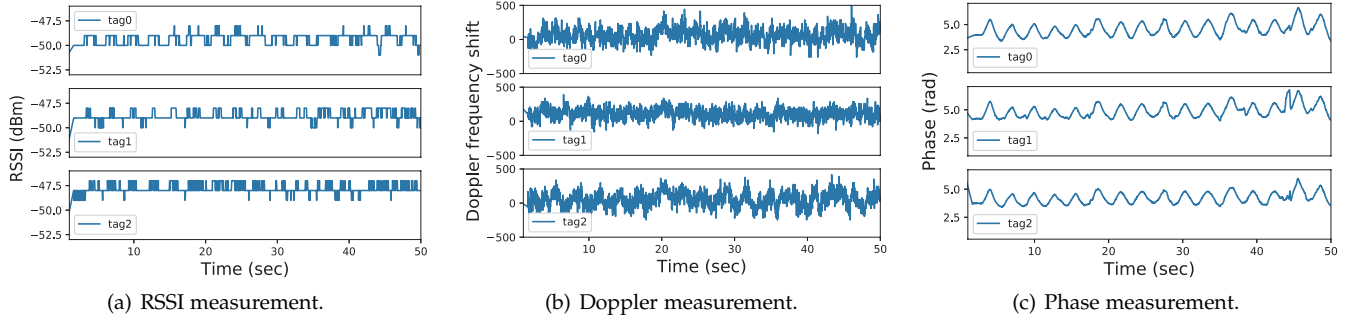 RSSI (dBm)
−47.5
−50.0
−52.5
tag0
−47.5
−50.0
−52.5
tag1
−47.5
−50.0
−52.5
tag2
10 20 30 40 50
Time (sec)
(a) RSSI measurement.
Doppler frequency shift
500
0
−500
tag0
500
0
−500
tag1
500
0
−500
tag2
10 20 30 40 50
Time (sec)
(b) Doppler measurement.
Phase (rad)
5.0
2.5
tag0
5.0
2.5
tag1
5.0
2.5
tag2
10 20 30 40 50
Time (sec)
(c) Phase measurement.